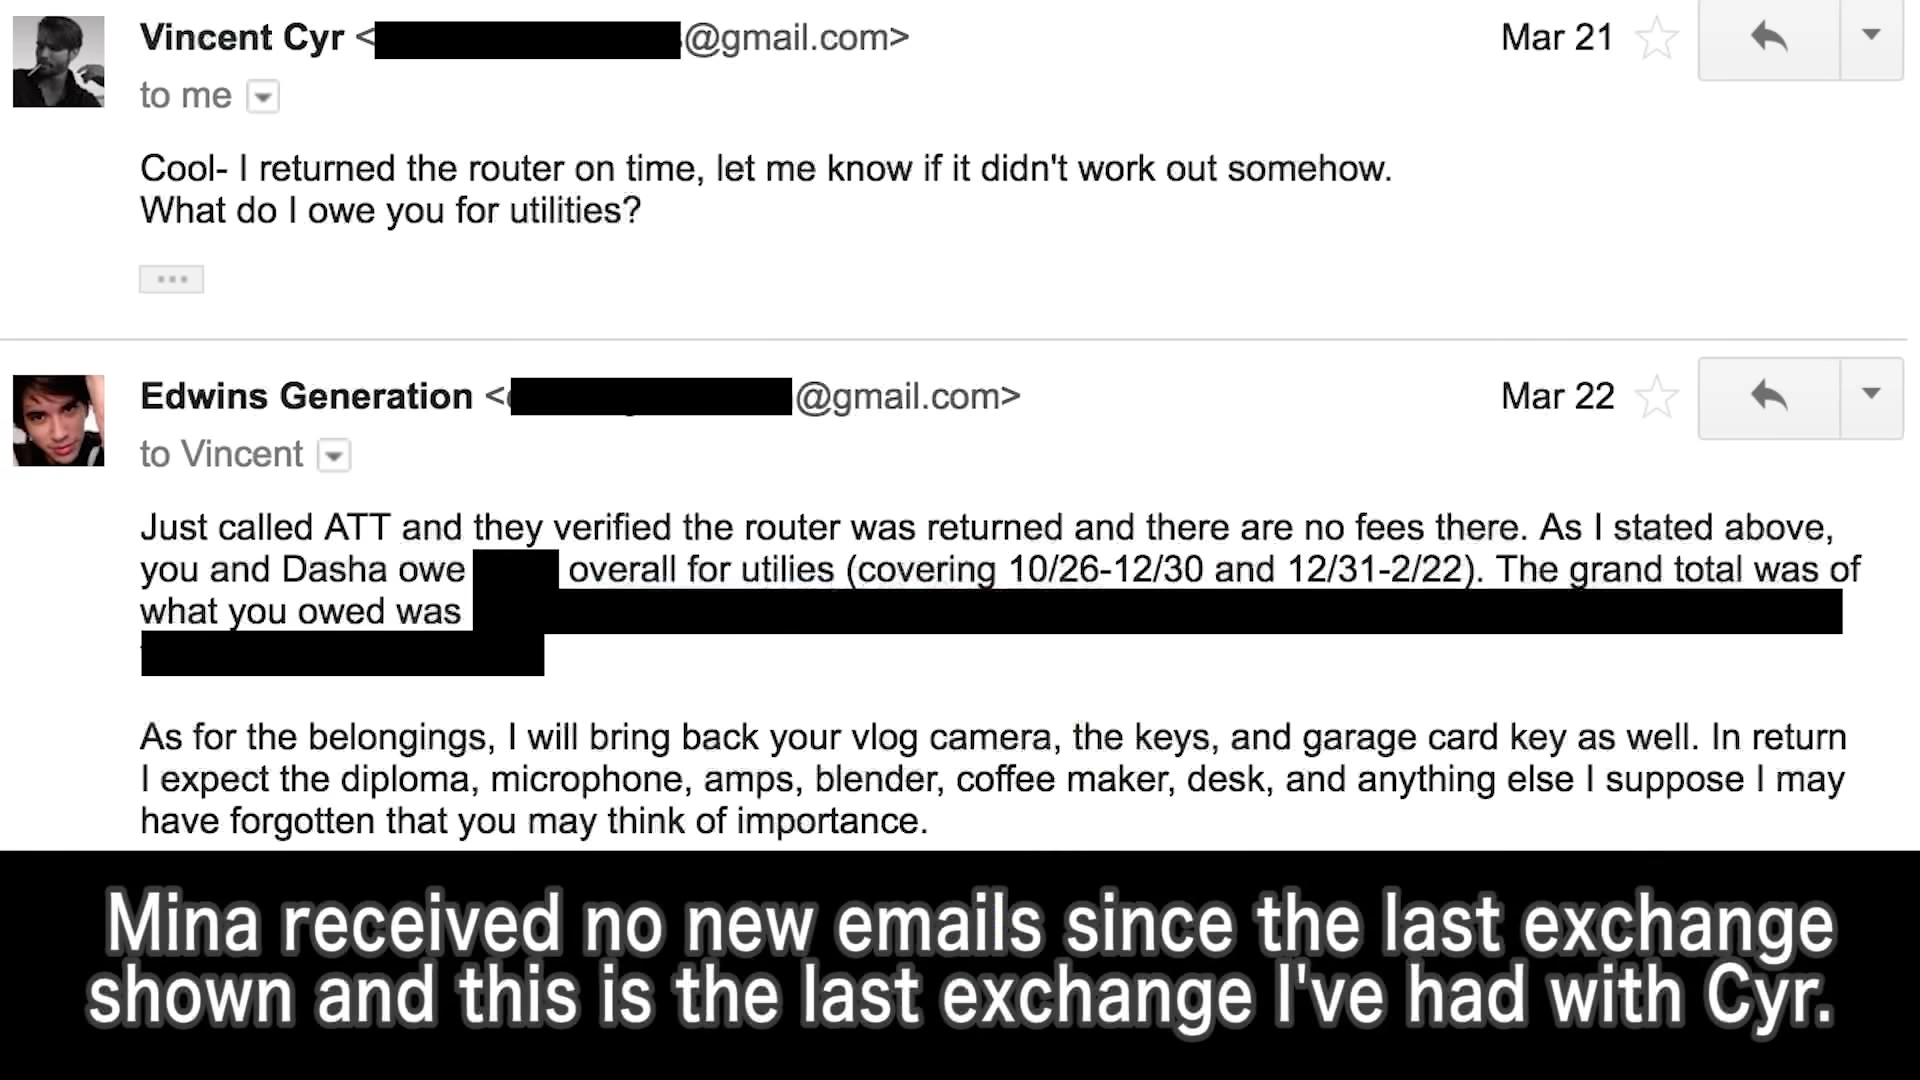 Vincent Cyr < @gmail.com> Mar 21
to me
Cool- I returned the router on time, let me know if it didn't work out somehow.
What do I owe you for utilities?
Edwins Generation < @gmail.com> Mar 22
to Vincent
Just called ATT and they verified the router was returned and there are no fees there. As I stated above,
you and Dasha owe overall for utilies (covering 10/26-12/30 and 12/31-2/22). The grand total was of
what you owed was
As for the belongings, I will bring back your vlog camera, the keys, and garage card key as well. In return
I expect the diploma, microphone, amps, blender, coffee maker, desk, and anything else I suppose I may
have forgotten that you may think of importance.
Mina received no new emails since the last exchange
shown and this is the last exchange I've had with Cyr.